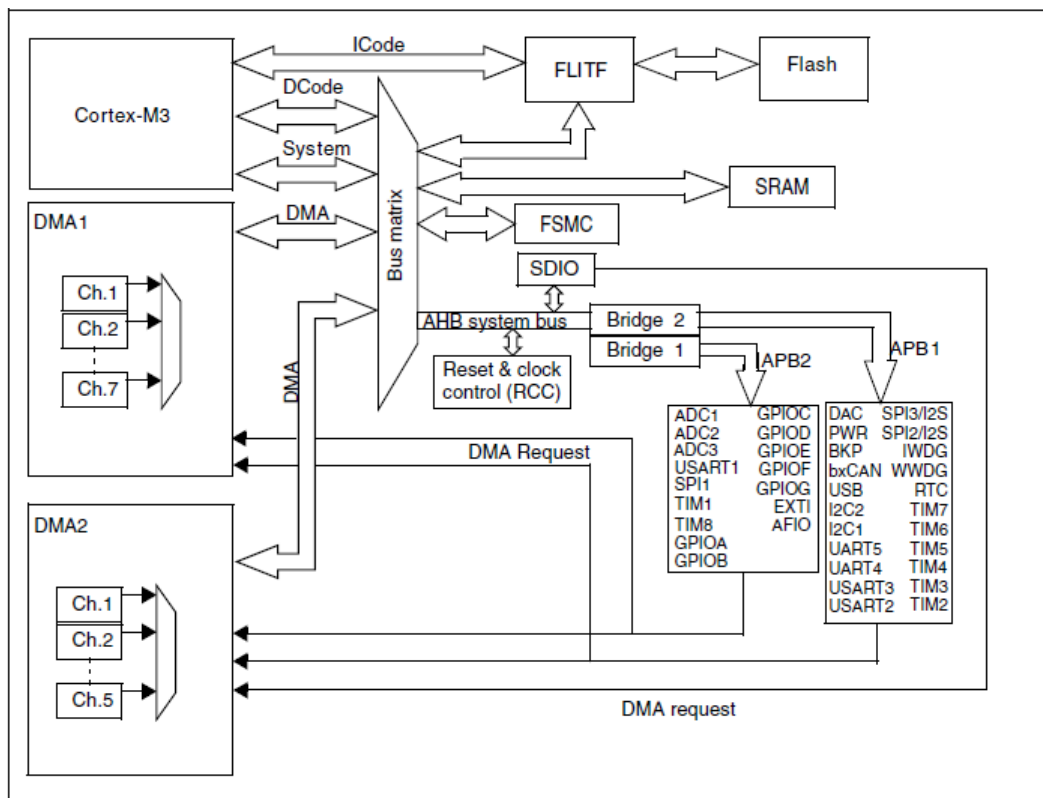 ICode
Cortex-M3
FLITF
Flash
DCode
System
Bus matrix
SRAM
DMA1
DMA
FSMC
SDIO
Ch.1
Ch.2
Ch.7
AHB system bus
Bridge 2
Bridge 1
APB1
APB2
Reset & clock
control (RCC)
DMA
ADC1 GPIOC
ADC2 GPIOD
ADC3 GPIOE
USART1 GPIOF
SPI1 GPIOG
TIM1 EXTI
TIM8 AFIO
GPIOA
GPIOB
DAC SPI3/I2S
PWR SPI2/I2S
BKP IWDG
bxCAN WWDG
USB RTC
I2C2 TIM7
I2C1 TIM6
UART5 TIM5
UART4 TIM4
USART3 TIM3
USART2 TIM2
DMA Request
DMA2
Ch.1
Ch.2
Ch.5
DMA request